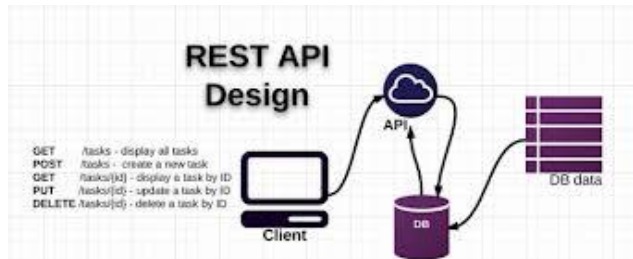 REST API
Design
GET /tasks - display all tasks
POST /tasks - create a new task
GET /tasks/{id} - display a task by ID
PUT /tasks/{id} - update a task by ID
DELETE /tasks/{id} - delete a task by ID
Client
API
DB
DB data